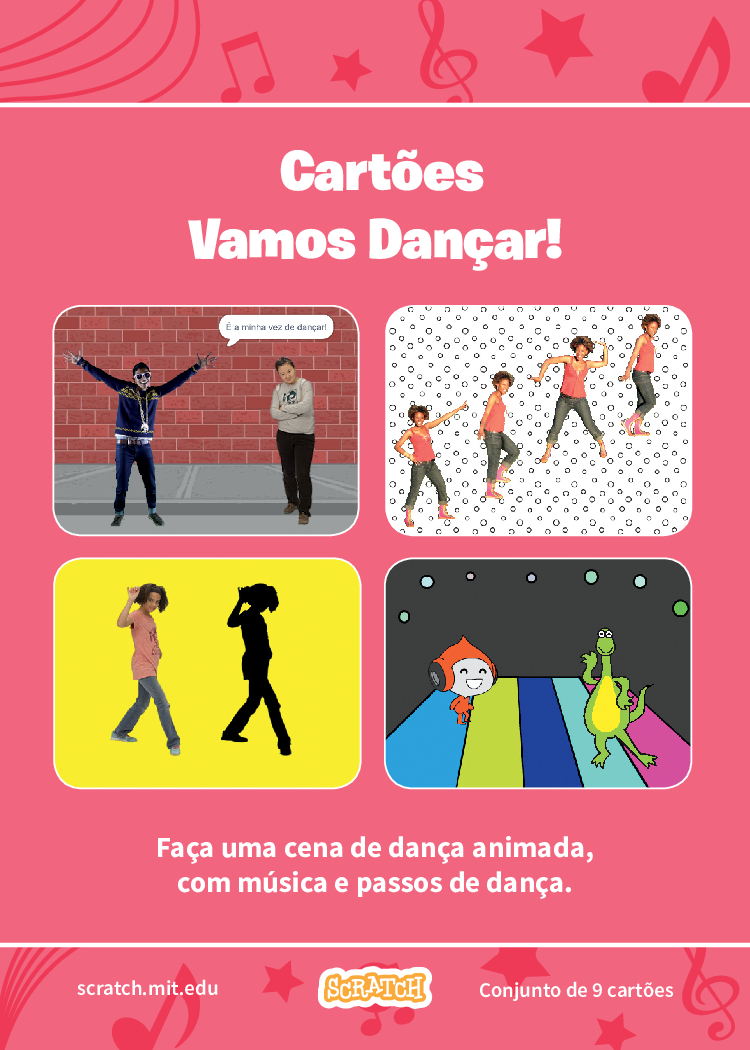 Cartões
Vamos Dançar!
É a minha vez de dançar!
Faça uma cena de dança animada,
com música e passos de dança.
scratch.mit.edu
SCRATCH
Conjunto de 9 cartões